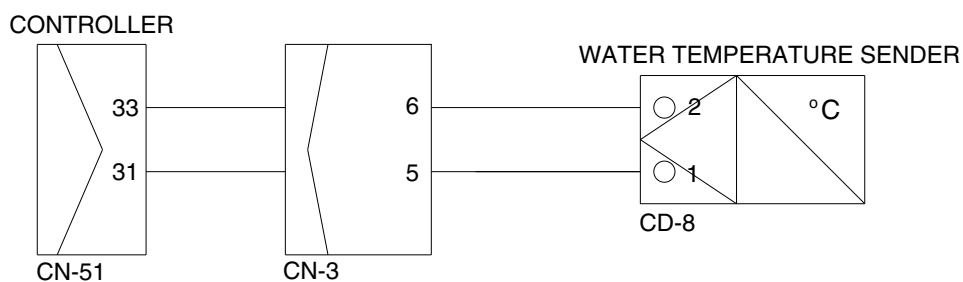 CONTROLLER
WATER TEMPERATURE SENDER
33
6
2
°C
31
5
1
CD-8
CN-51
CN-3